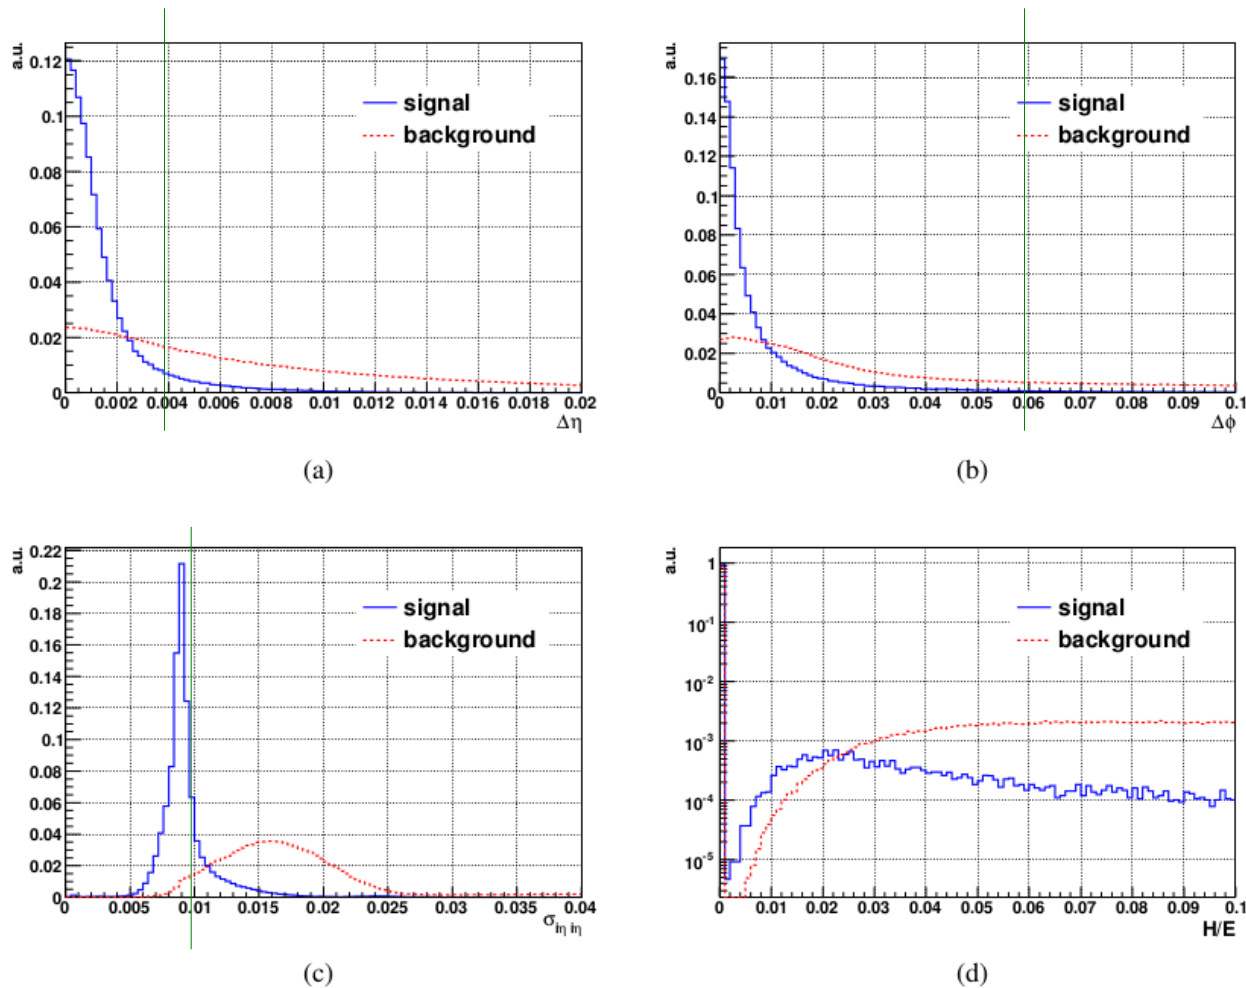 a.u.
0.12
0.1
0.08
0.06
0.04
0.02
0
signal
background
0 0.002 0.004 0.006 0.008 0.01 0.012 0.014 0.016 0.018 0.02
Δη
(a)
a.u.
0.16
0.14
0.12
0.1
0.08
0.06
0.04
0.02
0
signal
background
0 0.01 0.02 0.03 0.04 0.05 0.06 0.07 0.08 0.09 0.1
Δϕ
(b)
a.u.
0.22
0.2
0.18
0.16
0.14
0.12
0.1
0.08
0.06
0.04
0.02
0
signal
background
0 0.005 0.01 0.015 0.02 0.025 0.03 0.035 0.04
σiη iη
(c)
a.u.
1
10-1
10-2
10-3
10-4
10-5
signal
background
0 0.01 0.02 0.03 0.04 0.05 0.06 0.07 0.08 0.09 0.1
H/E
(d)